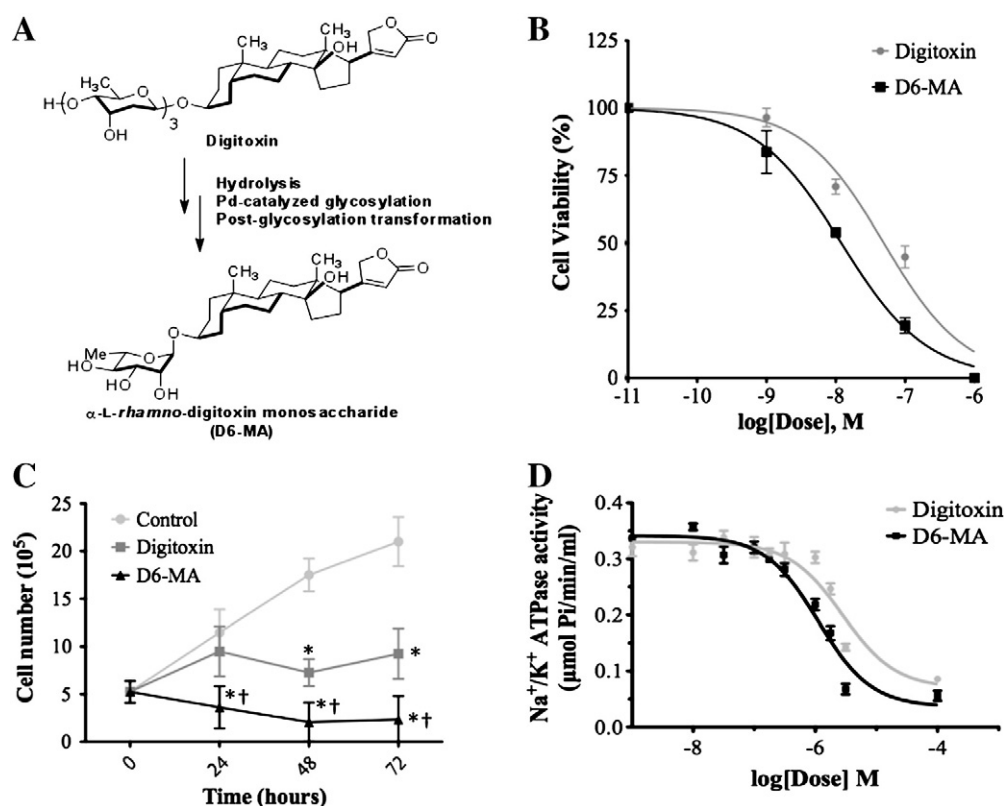 A
CH₃
CH₃
OH
O
O
H
O
H₃C
O
O
3
OH
Digitoxin
Hydrolysis
Pd-catalyzed glycosylation
Post-glycosylation transformation
CH₃
CH₃
OH
O
O
O
Me
O
HO
HO
OH
α-L-rhamno-digitoxin monosaccharide
(D6-MA)
B
Digitoxin
D6-MA
Cell Viability (%)
125
100
75
50
25
0
-11 -10 -9 -8 -7 -6
log[Dose], M
C
Control
Digitoxin
D6-MA
Cell number (10⁵)
25
20
15
10
5
0
* *
*† *† *†
0 24 48 72
Time (hours)
D
Digitoxin
D6-MA
Na⁺/K⁺ ATPase activity
(µmol Pi/min/ml)
0.4
0.3
0.2
0.1
0.0
-8 -6 -4
log[Dose] M